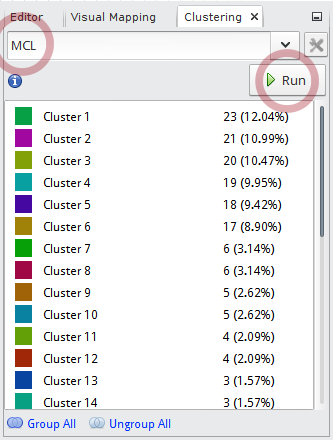 Editor Visual Mapping Clustering
MCL
Run
Cluster 1 23 (12.04%)
Cluster 2 21 (10.99%)
Cluster 3 20 (10.47%)
Cluster 4 19 (9.95%)
Cluster 5 18 (9.42%)
Cluster 6 17 (8.90%)
Cluster 7 6 (3.14%)
Cluster 8 6 (3.14%)
Cluster 9 5 (2.62%)
Cluster 10 5 (2.62%)
Cluster 11 4 (2.09%)
Cluster 12 4 (2.09%)
Cluster 13 3 (1.57%)
Cluster 14 3 (1.57%)
Group All Ungroup All